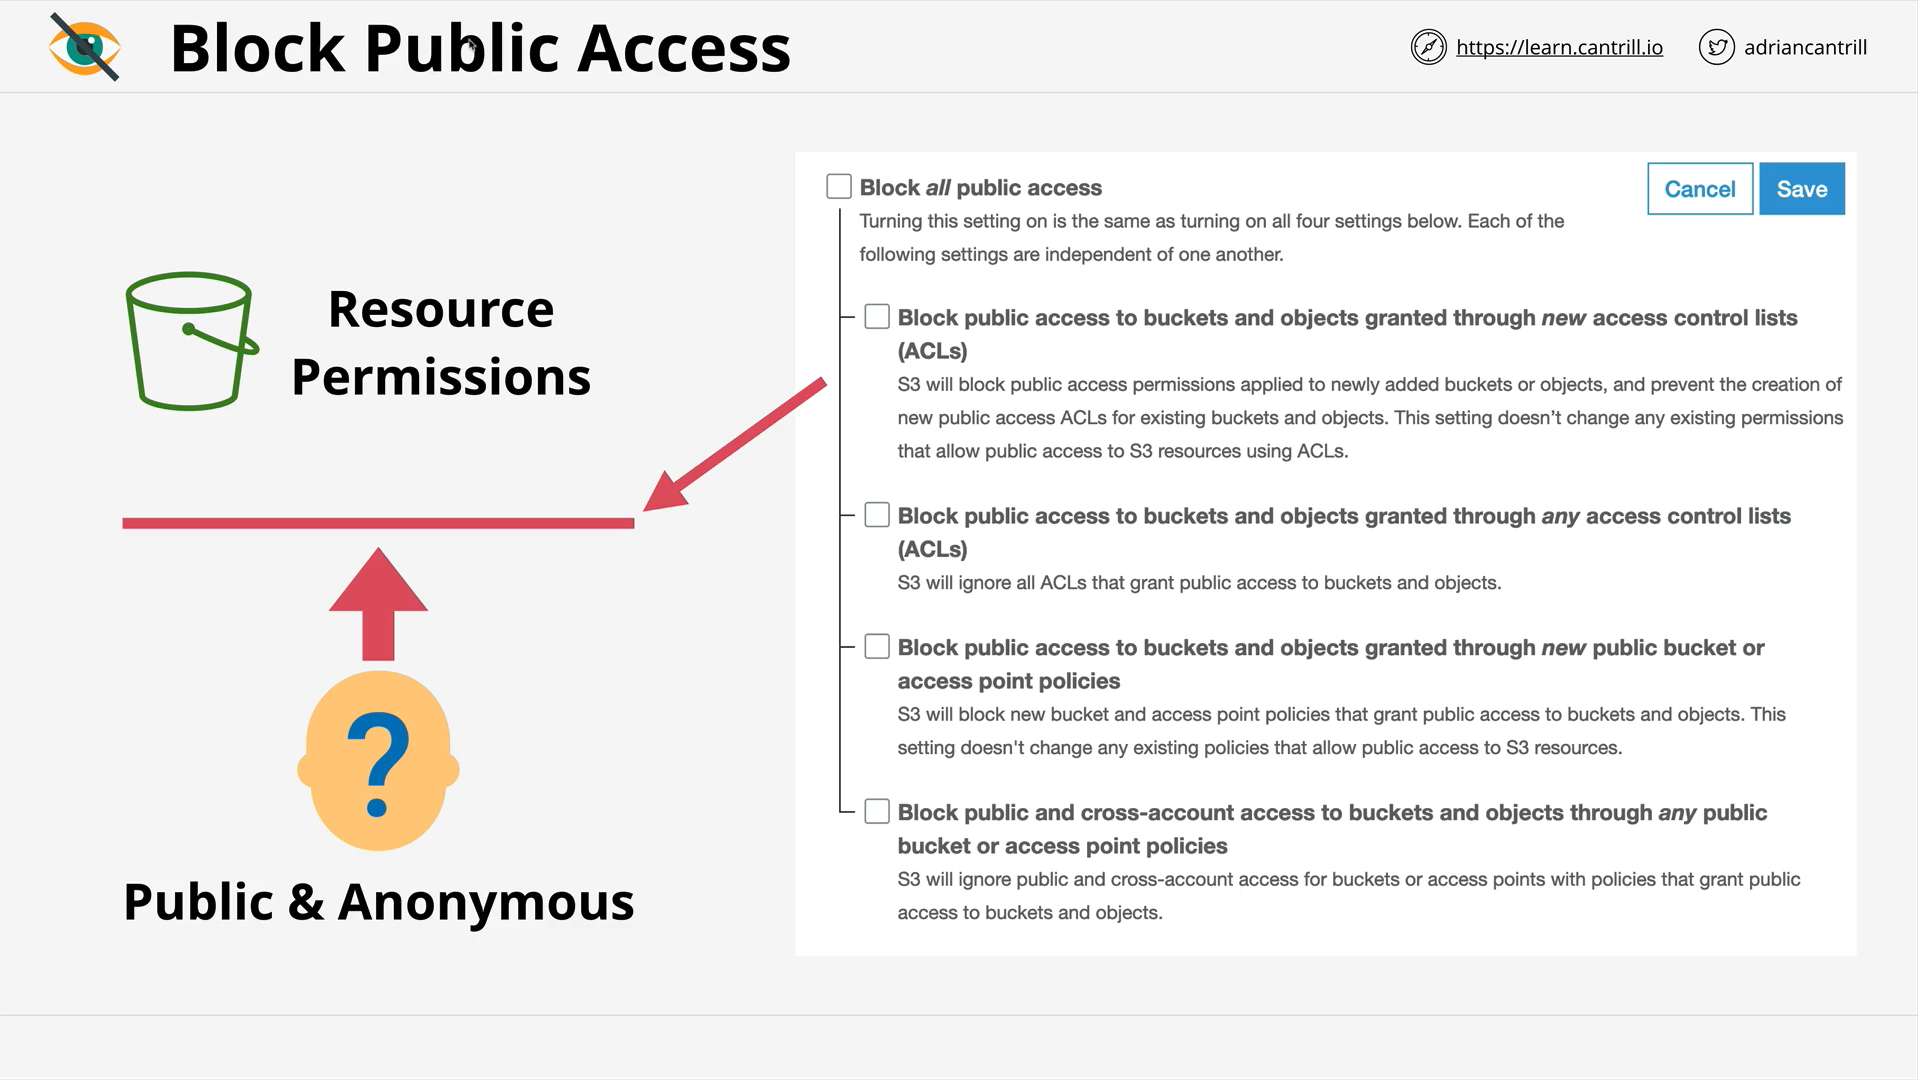 Block Public Access
https://learn.cantrill.io
adriancantrill
Resource
Permissions
?
Public & Anonymous
Block all public access
Cancel
Save
Turning this setting on is the same as turning on all four settings below. Each of the
following settings are independent of one another.
Block public access to buckets and objects granted through new access control lists
(ACLs)
S3 will block public access permissions applied to newly added buckets or objects, and prevent the creation of
new public access ACLs for existing buckets and objects. This setting doesn’t change any existing permissions
that allow public access to S3 resources using ACLs.
Block public access to buckets and objects granted through any access control lists
(ACLs)
S3 will ignore all ACLs that grant public access to buckets and objects.
Block public access to buckets and objects granted through new public bucket or
access point policies
S3 will block new bucket and access point policies that grant public access to buckets and objects. This
setting doesn't change any existing policies that allow public access to S3 resources.
Block public and cross-account access to buckets and objects through any public
bucket or access point policies
S3 will ignore public and cross-account access for buckets or access points with policies that grant public
access to buckets and objects.